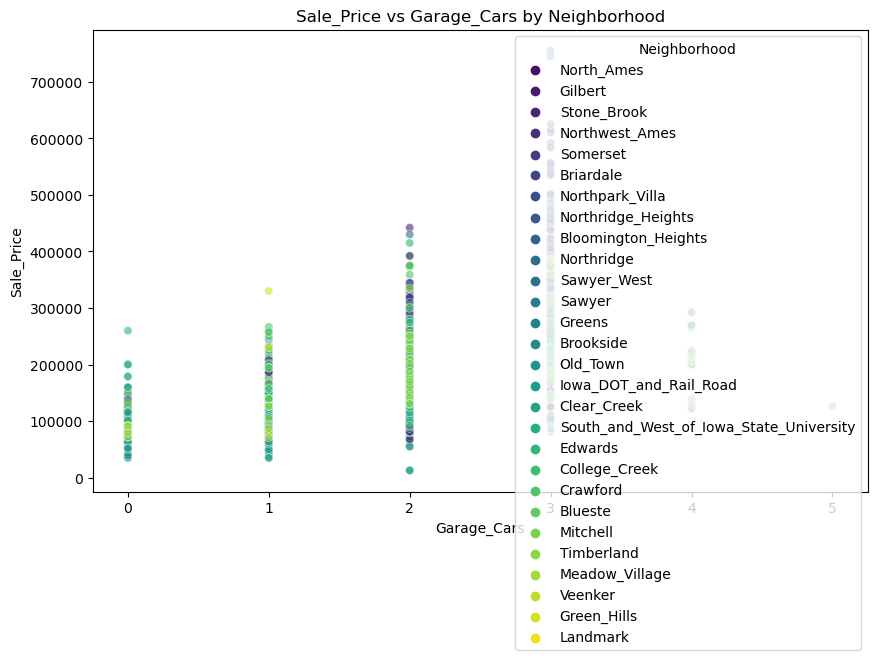 Sale_Price vs Garage_Cars by Neighborhood
Sale_Price
700000
600000
500000
400000
300000
200000
100000
0
0
1
2
3
4
5
Garage_Cars
Neighborhood
North_Ames
Gilbert
Stone_Brook
Northwest_Ames
Somerset
Briardale
Northpark_Villa
Northridge_Heights
Bloomington_Heights
Northridge
Sawyer_West
Sawyer
Greens
Brookside
Old_Town
Iowa_DOT_and_Rail_Road
Clear_Creek
South_and_West_of_Iowa_State_University
Edwards
College_Creek
Crawford
Blueste
Mitchell
Timberland
Meadow_Village
Veenker
Green_Hills
Landmark